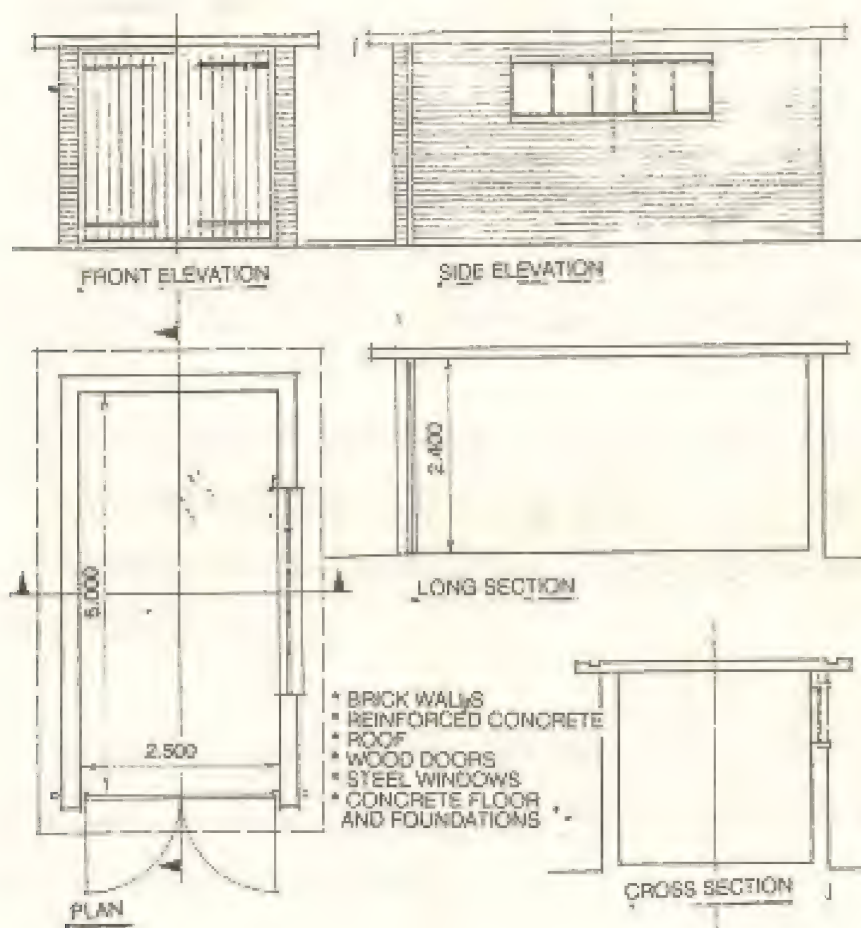 FRONT ELEVATION
SIDE ELEVATION
2.400
LONG SECTION
5.000
2.500
* BRICK WALLS
* REINFORCED CONCRETE
* ROOF
* WOOD DOORS
* STEEL WINDOWS
* CONCRETE FLOOR
AND FOUNDATIONS
CROSS SECTION
PLAN